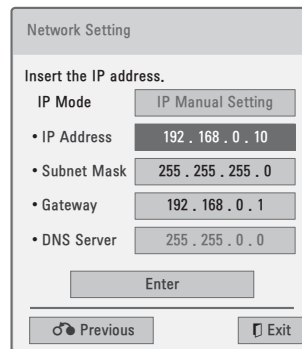 Network Setting
Insert the IP address.
IP Mode IP Manual Setting
• IP Address 192 . 168 . 0 . 10
• Subnet Mask 255 . 255 . 255 . 0
• Gateway 192 . 168 . 0 . 1
• DNS Server 255 . 255 . 0 . 0
Enter
Previous Exit